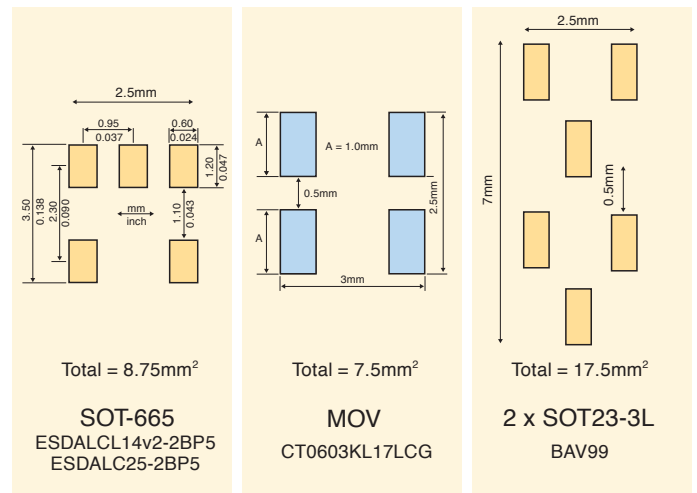 2.5mm
0.95
0.037
0.60
0.024
1.20
0.047
3.50
0.138
2.30
0.090
mm
inch
1.10
0.043
Total = 8.75mm²
SOT-665
ESDALCL14v2-2BP5
ESDALC25-2BP5
A
A = 1.0mm
0.5mm
2.5mm
A
3mm
Total = 7.5mm²
MOV
CT0603KL17LCG
2.5mm
7mm
0.5mm
Total = 17.5mm²
2 x SOT23-3L
BAV99